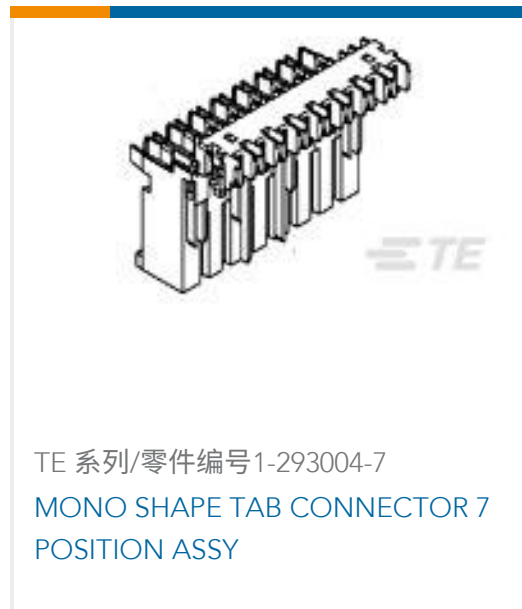 TE
TE 系列/零件编号1-293004-7
MONO SHAPE TAB CONNECTOR 7
POSITION ASSY